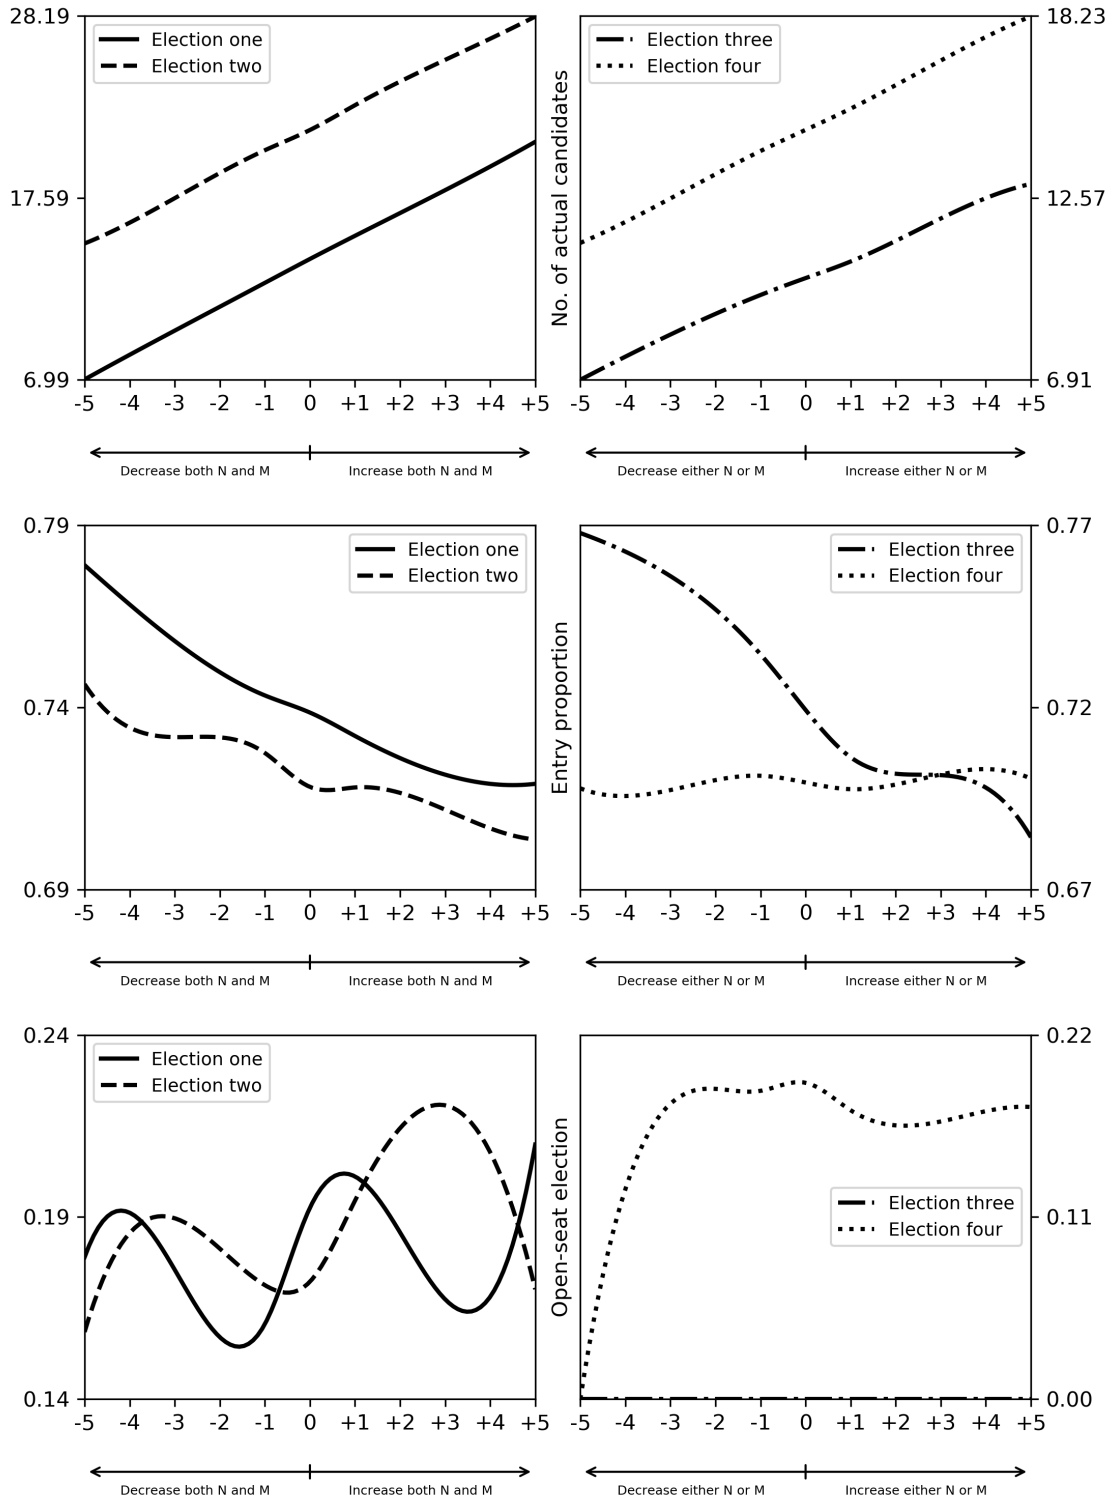 28.19
17.59
6.99
Election one
Election two
-5 -4 -3 -2 -1 0 +1 +2 +3 +4 +5
Decrease both N and M Increase both N and M
No. of actual candidates
Election three
Election four
18.23
12.57
6.91
-5 -4 -3 -2 -1 0 +1 +2 +3 +4 +5
Decrease either N or M Increase either N or M
0.79
0.74
0.69
Election one
Election two
-5 -4 -3 -2 -1 0 +1 +2 +3 +4 +5
Decrease both N and M Increase both N and M
Entry proportion
Election three
Election four
0.77
0.72
0.67
-5 -4 -3 -2 -1 0 +1 +2 +3 +4 +5
Decrease either N or M Increase either N or M
0.24
0.19
0.14
Election one
Election two
-5 -4 -3 -2 -1 0 +1 +2 +3 +4 +5
Decrease both N and M Increase both N and M
Open-seat election
Election three
Election four
0.22
0.11
0.00
-5 -4 -3 -2 -1 0 +1 +2 +3 +4 +5
Decrease either N or M Increase either N or M